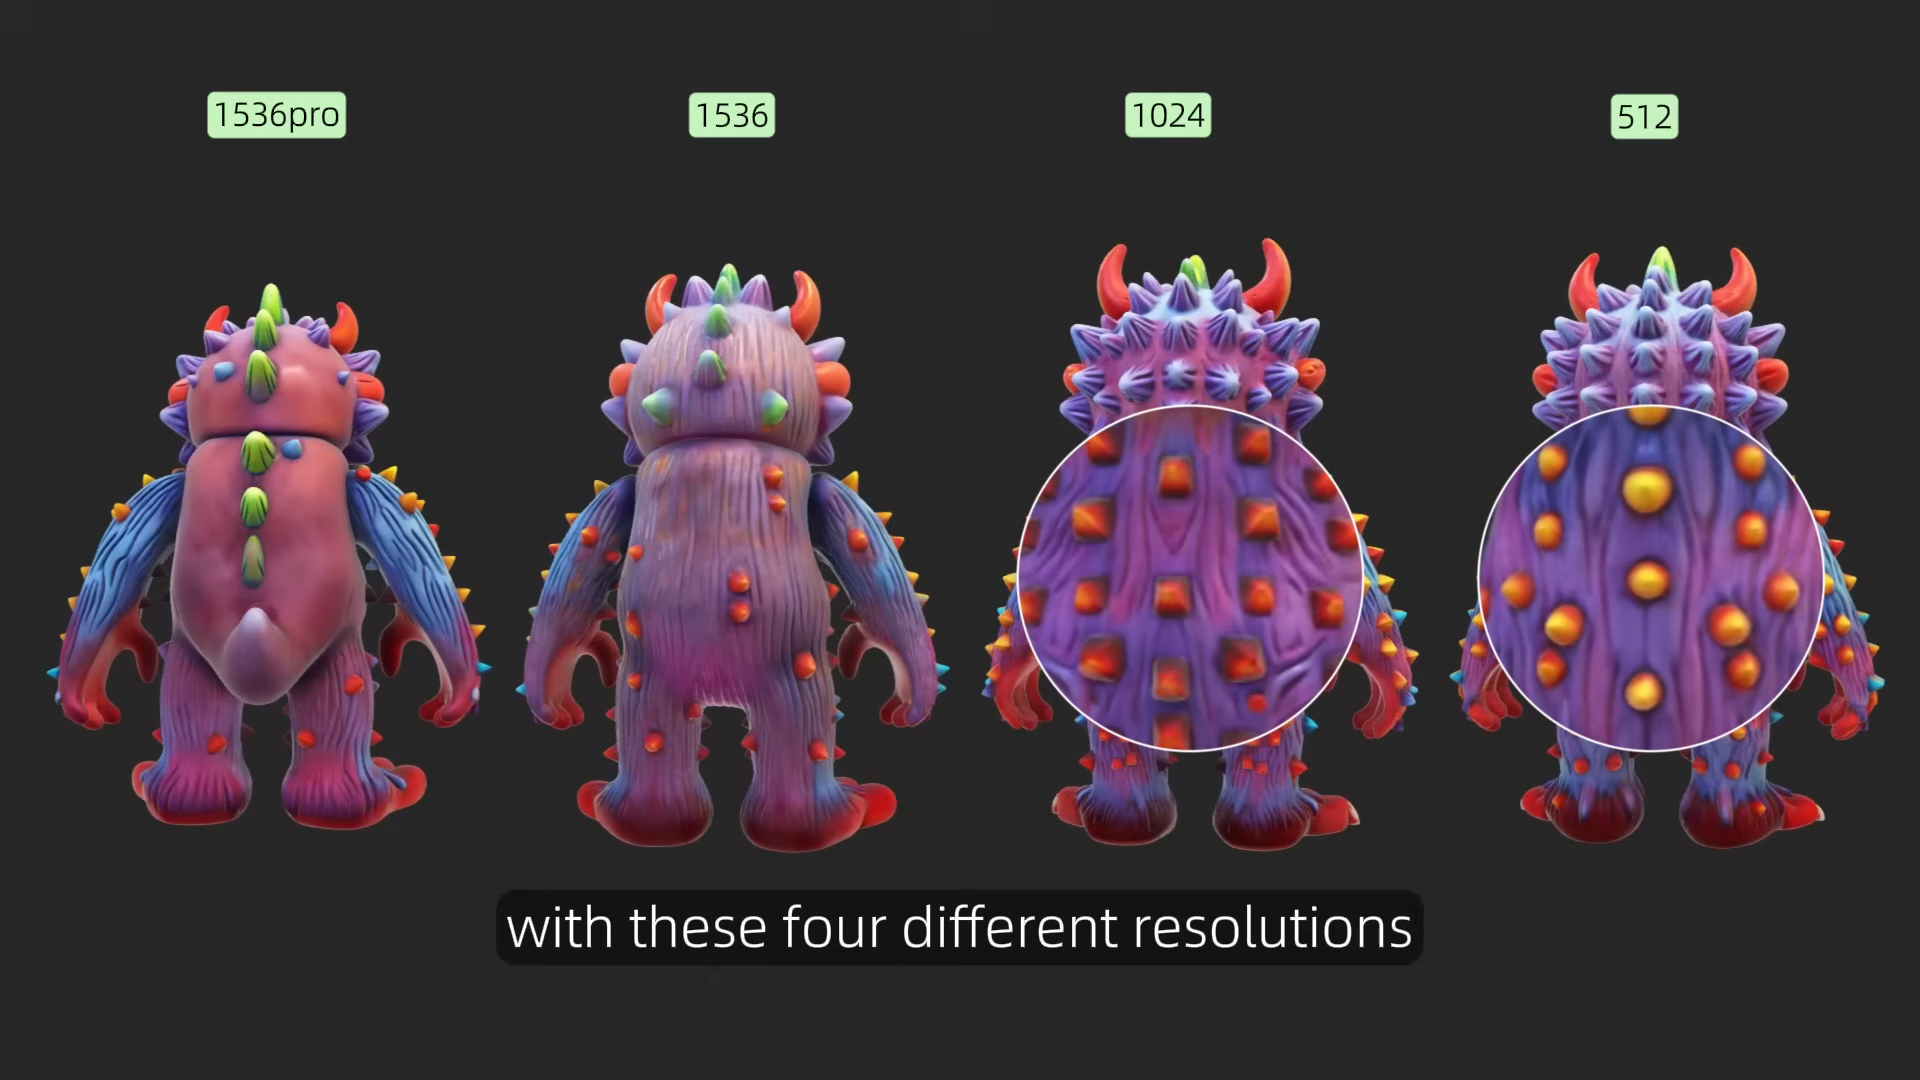 1536pro
1536
1024
512
with these four different resolutions